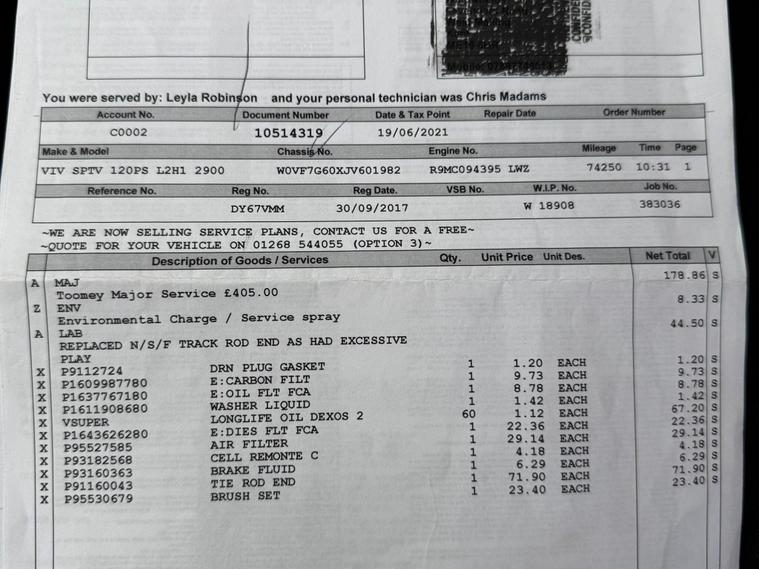 You were served by: Leyla Robinson and your personal technician was Chris Madams
Account No. Document Number Date & Tax Point Repair Date Order Number
C0002 10514319 19/06/2021
Make & Model Chassis No. Engine No. Mileage Time Page
VIV SPTV 120PS L2H1 2900 W0VF7G60XJV601982 R9MC094395 LWZ 74250 10:31 1
Reference No. Reg No. Reg Date. VSB No. W.I.P. No. Job No.
DY67VMM 30/09/2017 W 18908 383036
~WE ARE NOW SELLING SERVICE PLANS, CONTACT US FOR A FREE~
~QUOTE FOR YOUR VEHICLE ON 01268 544055 (OPTION 3)~
Description of Goods / Services Qty. Unit Price Unit Des. Net Total V
A MAJ 178.86 S
Toomey Major Service £405.00
Z ENV 8.33 S
Environmental Charge / Service spray
A LAB 44.50 S
REPLACED N/S/F TRACK ROD END AS HAD EXCESSIVE
PLAY
X P9112724 DRN PLUG GASKET 1 1.20 EACH 1.20 S
X P1609987780 E:CARBON FILT 1 9.73 EACH 9.73 S
X P1637767180 E:OIL FLT FCA 1 8.78 EACH 8.78 S
X P1611908680 WASHER LIQUID 1 1.42 EACH 1.42 S
X VSUPER LONGLIFE OIL DEXOS 2 60 1.12 EACH 67.20 S
X P1643626280 E:DIES FLT FCA 1 22.36 EACH 22.36 S
X P95527585 AIR FILTER 1 29.14 EACH 29.14 S
X P93182568 CELL REMONTE C 1 4.18 EACH 4.18 S
X P93160363 BRAKE FLUID 1 6.29 EACH 6.29 S
X P91160043 TIE ROD END 1 71.90 EACH 71.90 S
X P95530679 BRUSH SET 1 23.40 EACH 23.40 S